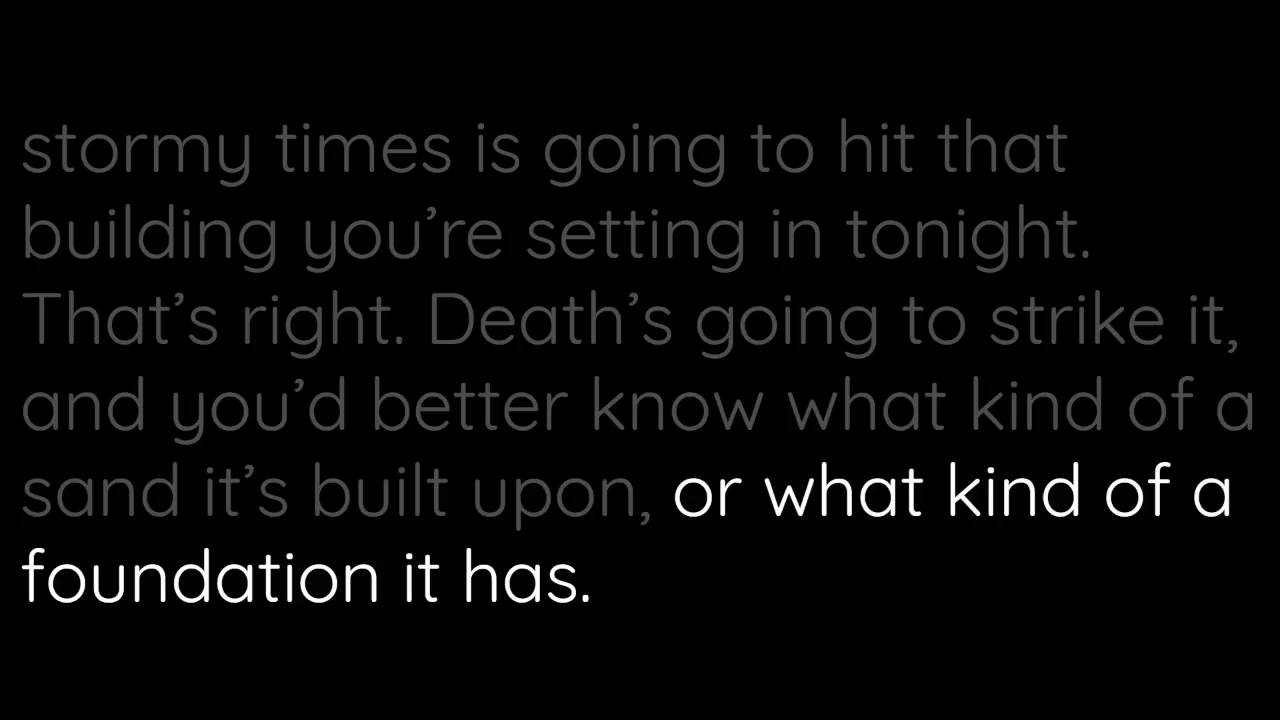 stormy times is going to hit that
building you’re setting in tonight.
That’s right. Death’s going to strike it,
and you’d better know what kind of a
sand it’s built upon, or what kind of a
foundation it has.